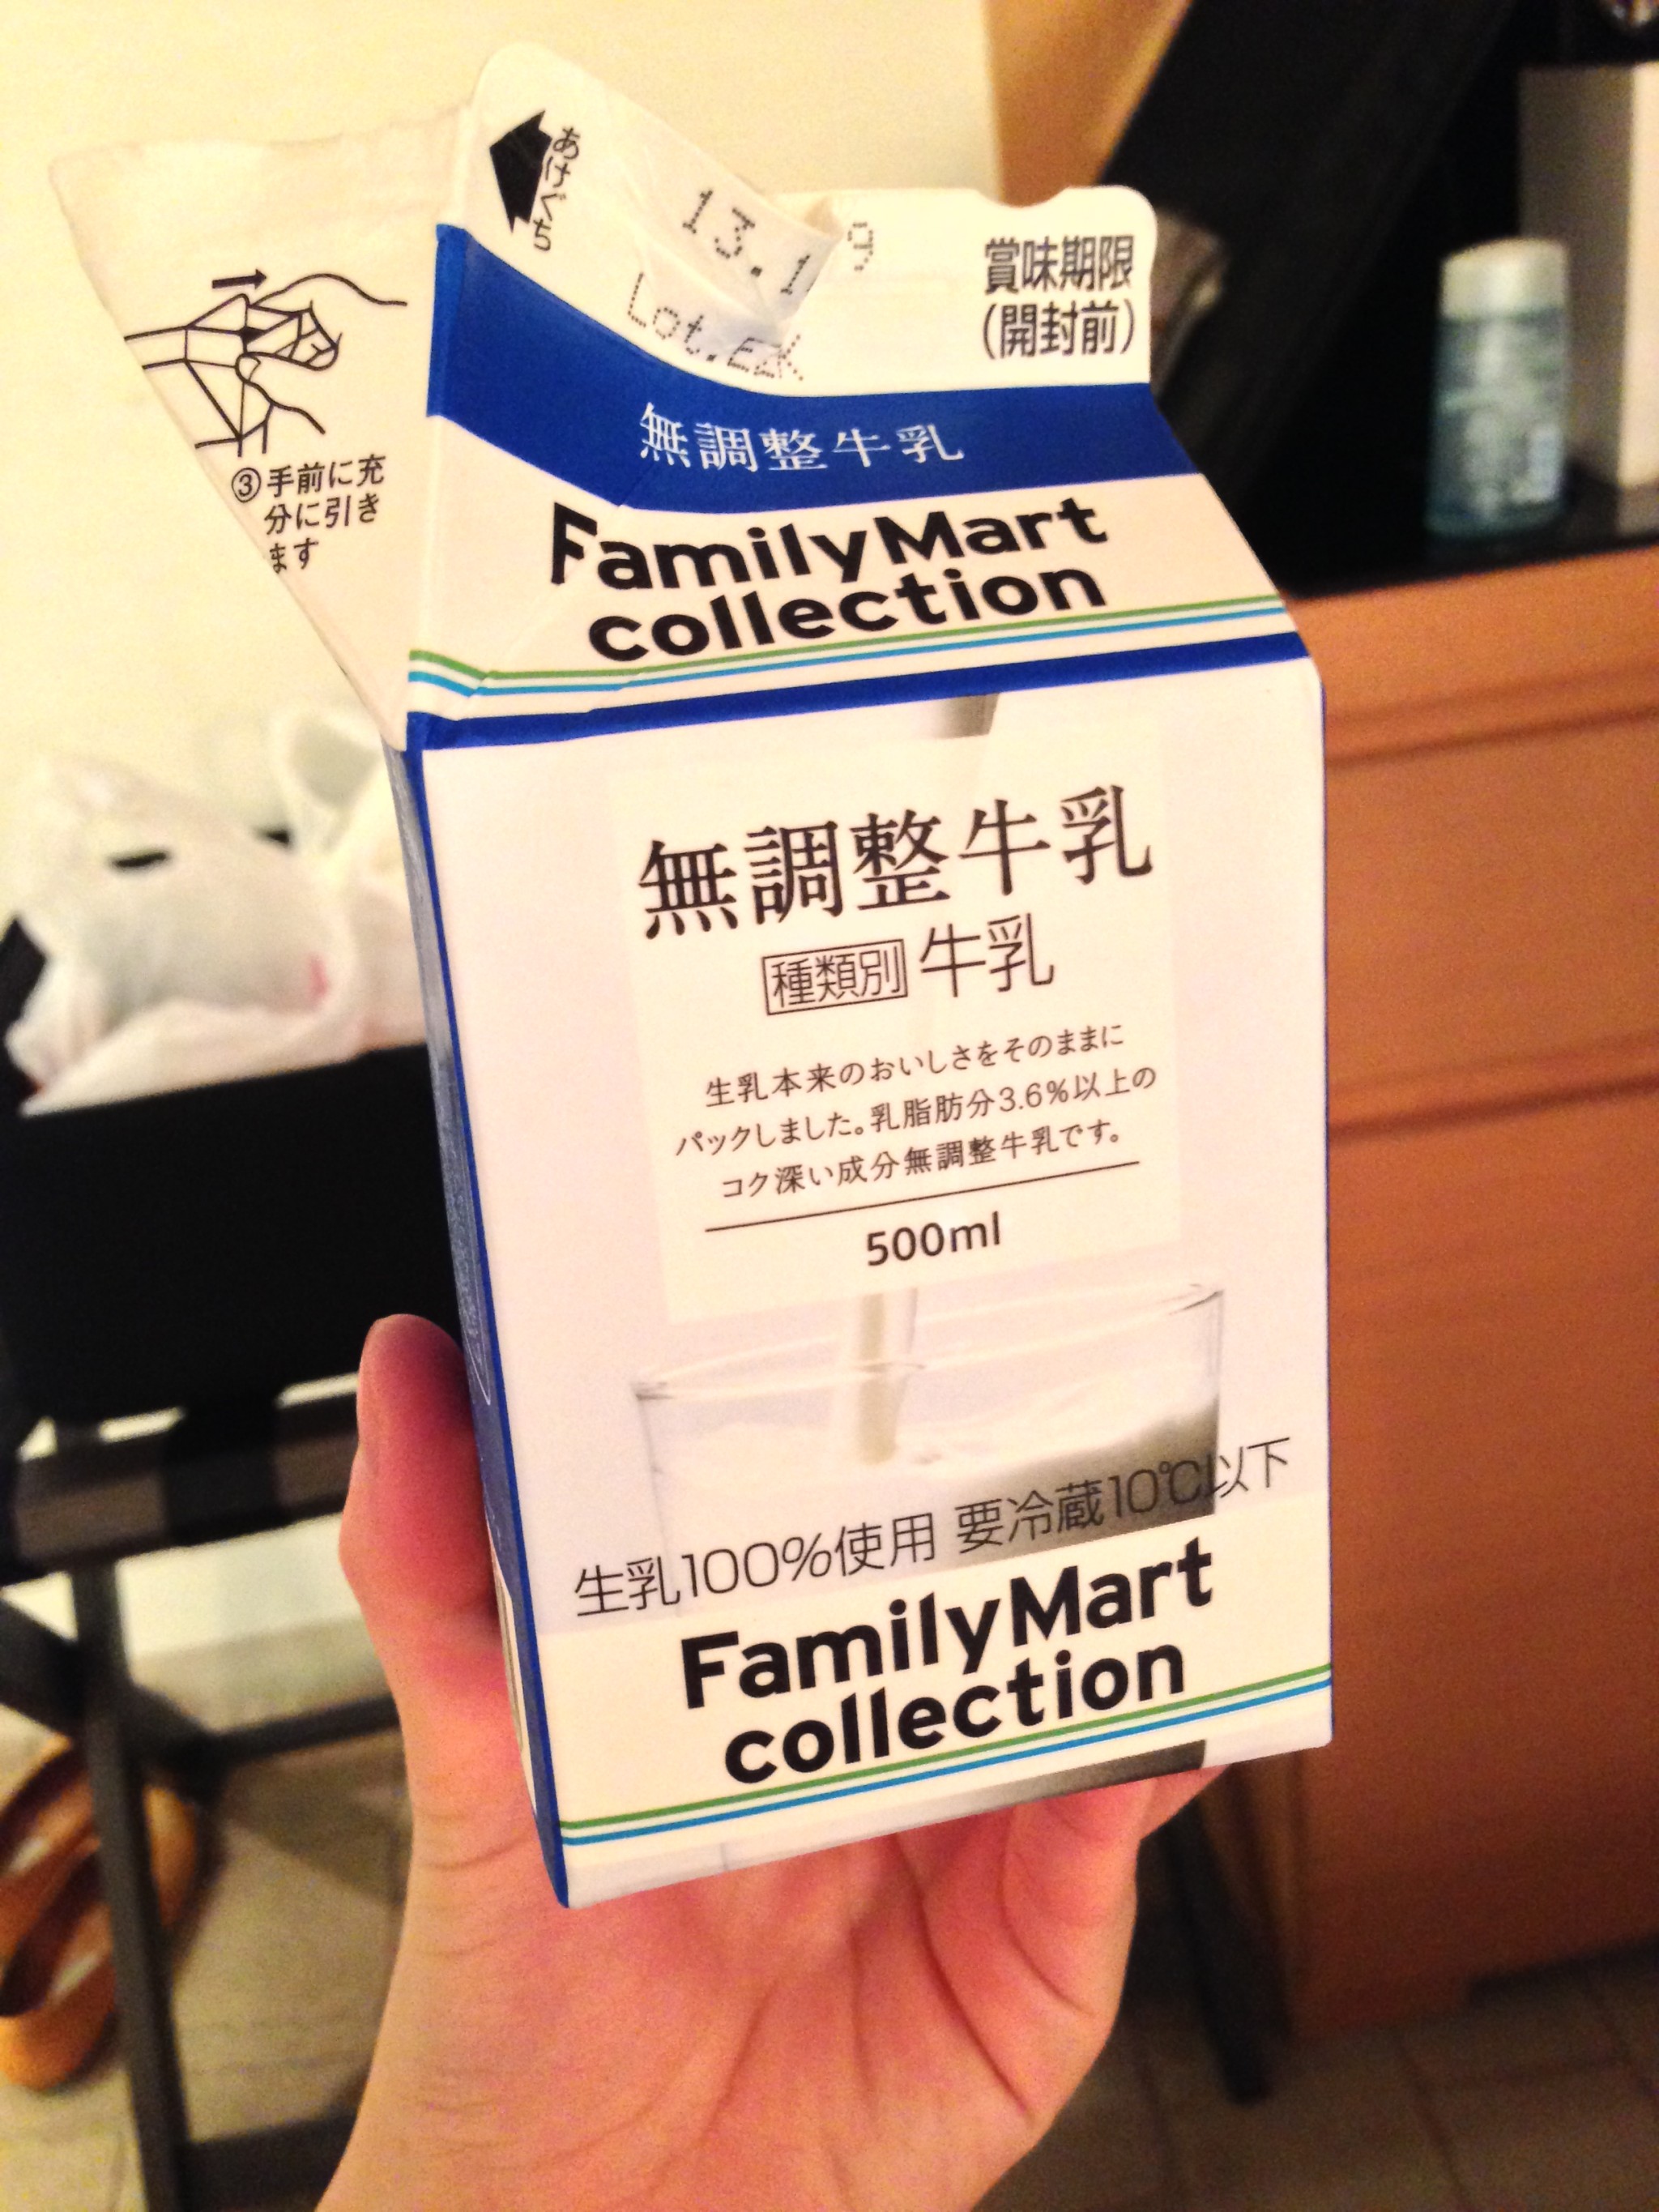 あけぐち
13.1
9
Lot.EZK
賞味期限
(開封前)
③手前に充
分に引き
ます
無調整牛乳
FamilyMart
collection
無調整牛乳
種類別 牛乳
生乳本来のおいしさをそのままに
パックしました。乳脂肪分3.6%以上の
コク深い成分無調整牛乳です。
500ml
生乳100%使用 要冷蔵10℃以下
FamilyMart
collection